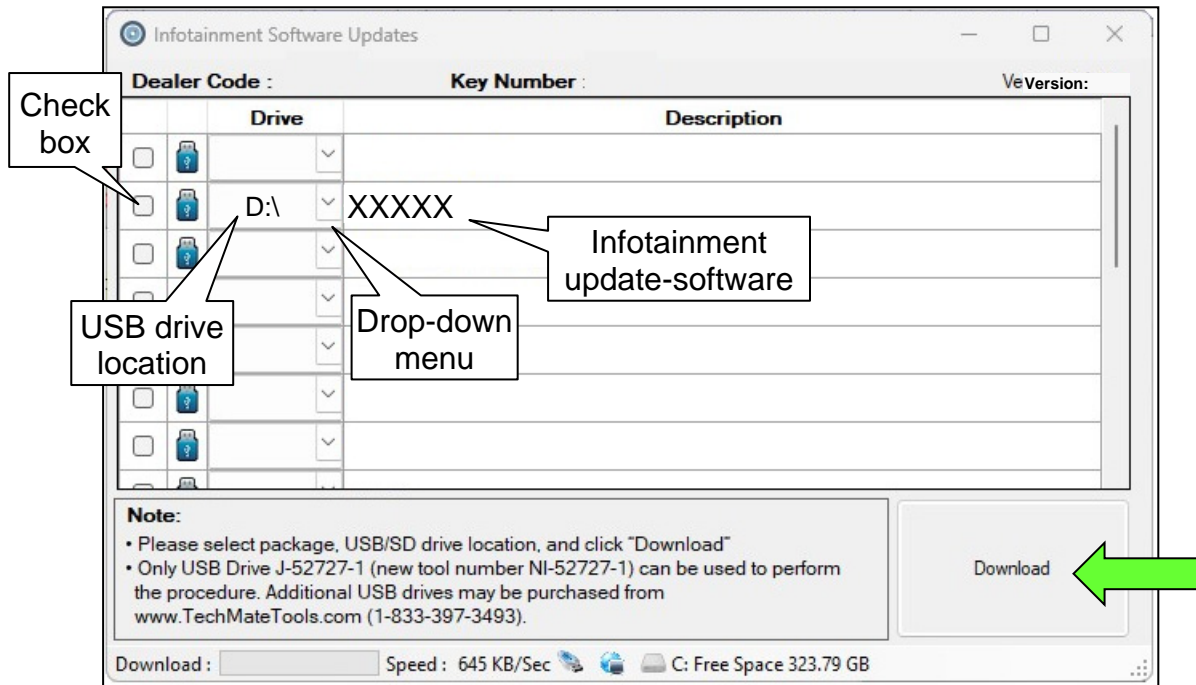 Infotainment Software Updates
Dealer Code :
Key Number :
Ve Version:
Check
box
Drive
Description
D:\
XXXXX
Infotainment
update-software
USB drive
location
Drop-down
menu
Note:
• Please select package, USB/SD drive location, and click "Download"
• Only USB Drive J-52727-1 (new tool number NI-52727-1) can be used to perform
the procedure. Additional USB drives may be purchased from
www.TechMateTools.com (1-833-397-3493).
Download
Download :
Speed : 645 KB/Sec
C: Free Space 323.79 GB